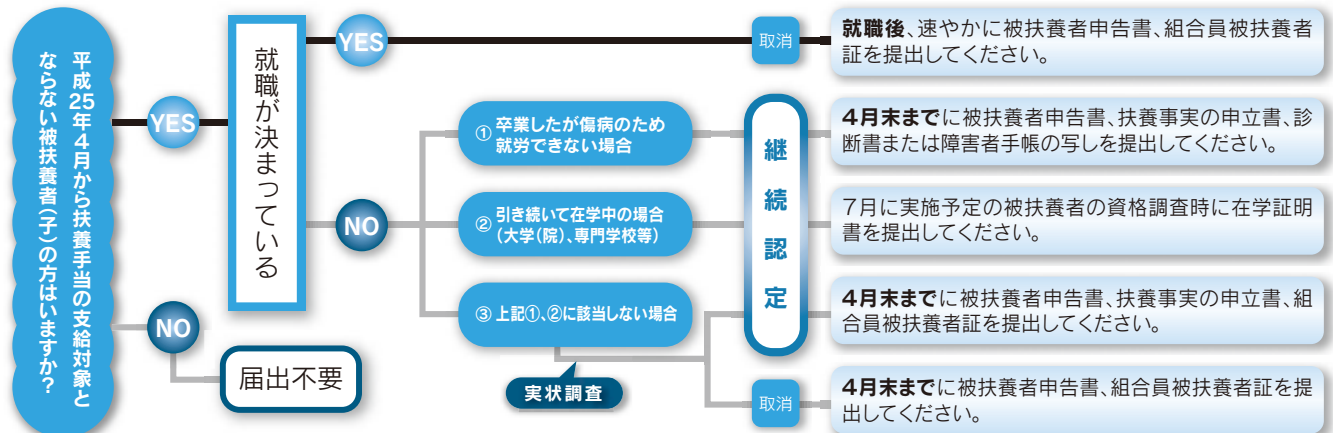 平成25年4月から扶養手当の支給対象と
ならない被扶養者(子)の方はいますか?
YES
NO
届出不要
就職が決まっている
YES
NO
取消
就職後、速やかに被扶養者申告書、組合員被扶養者
証を提出してください。
① 卒業したが傷病のため
就労できない場合
② 引き続いて在学中の場合
(大学(院)、専門学校等)
③ 上記①、②に該当しない場合
実状調査
継続認定
4月末までに被扶養者申告書、扶養事実の申立書、診
断書または障害者手帳の写しを提出してください。
7月に実施予定の被扶養者の資格調査時に在学証明
書を提出してください。
4月末までに被扶養者申告書、扶養事実の申立書、組
合員被扶養者証を提出してください。
取消
4月末までに被扶養者申告書、組合員被扶養者証を提
出してください。